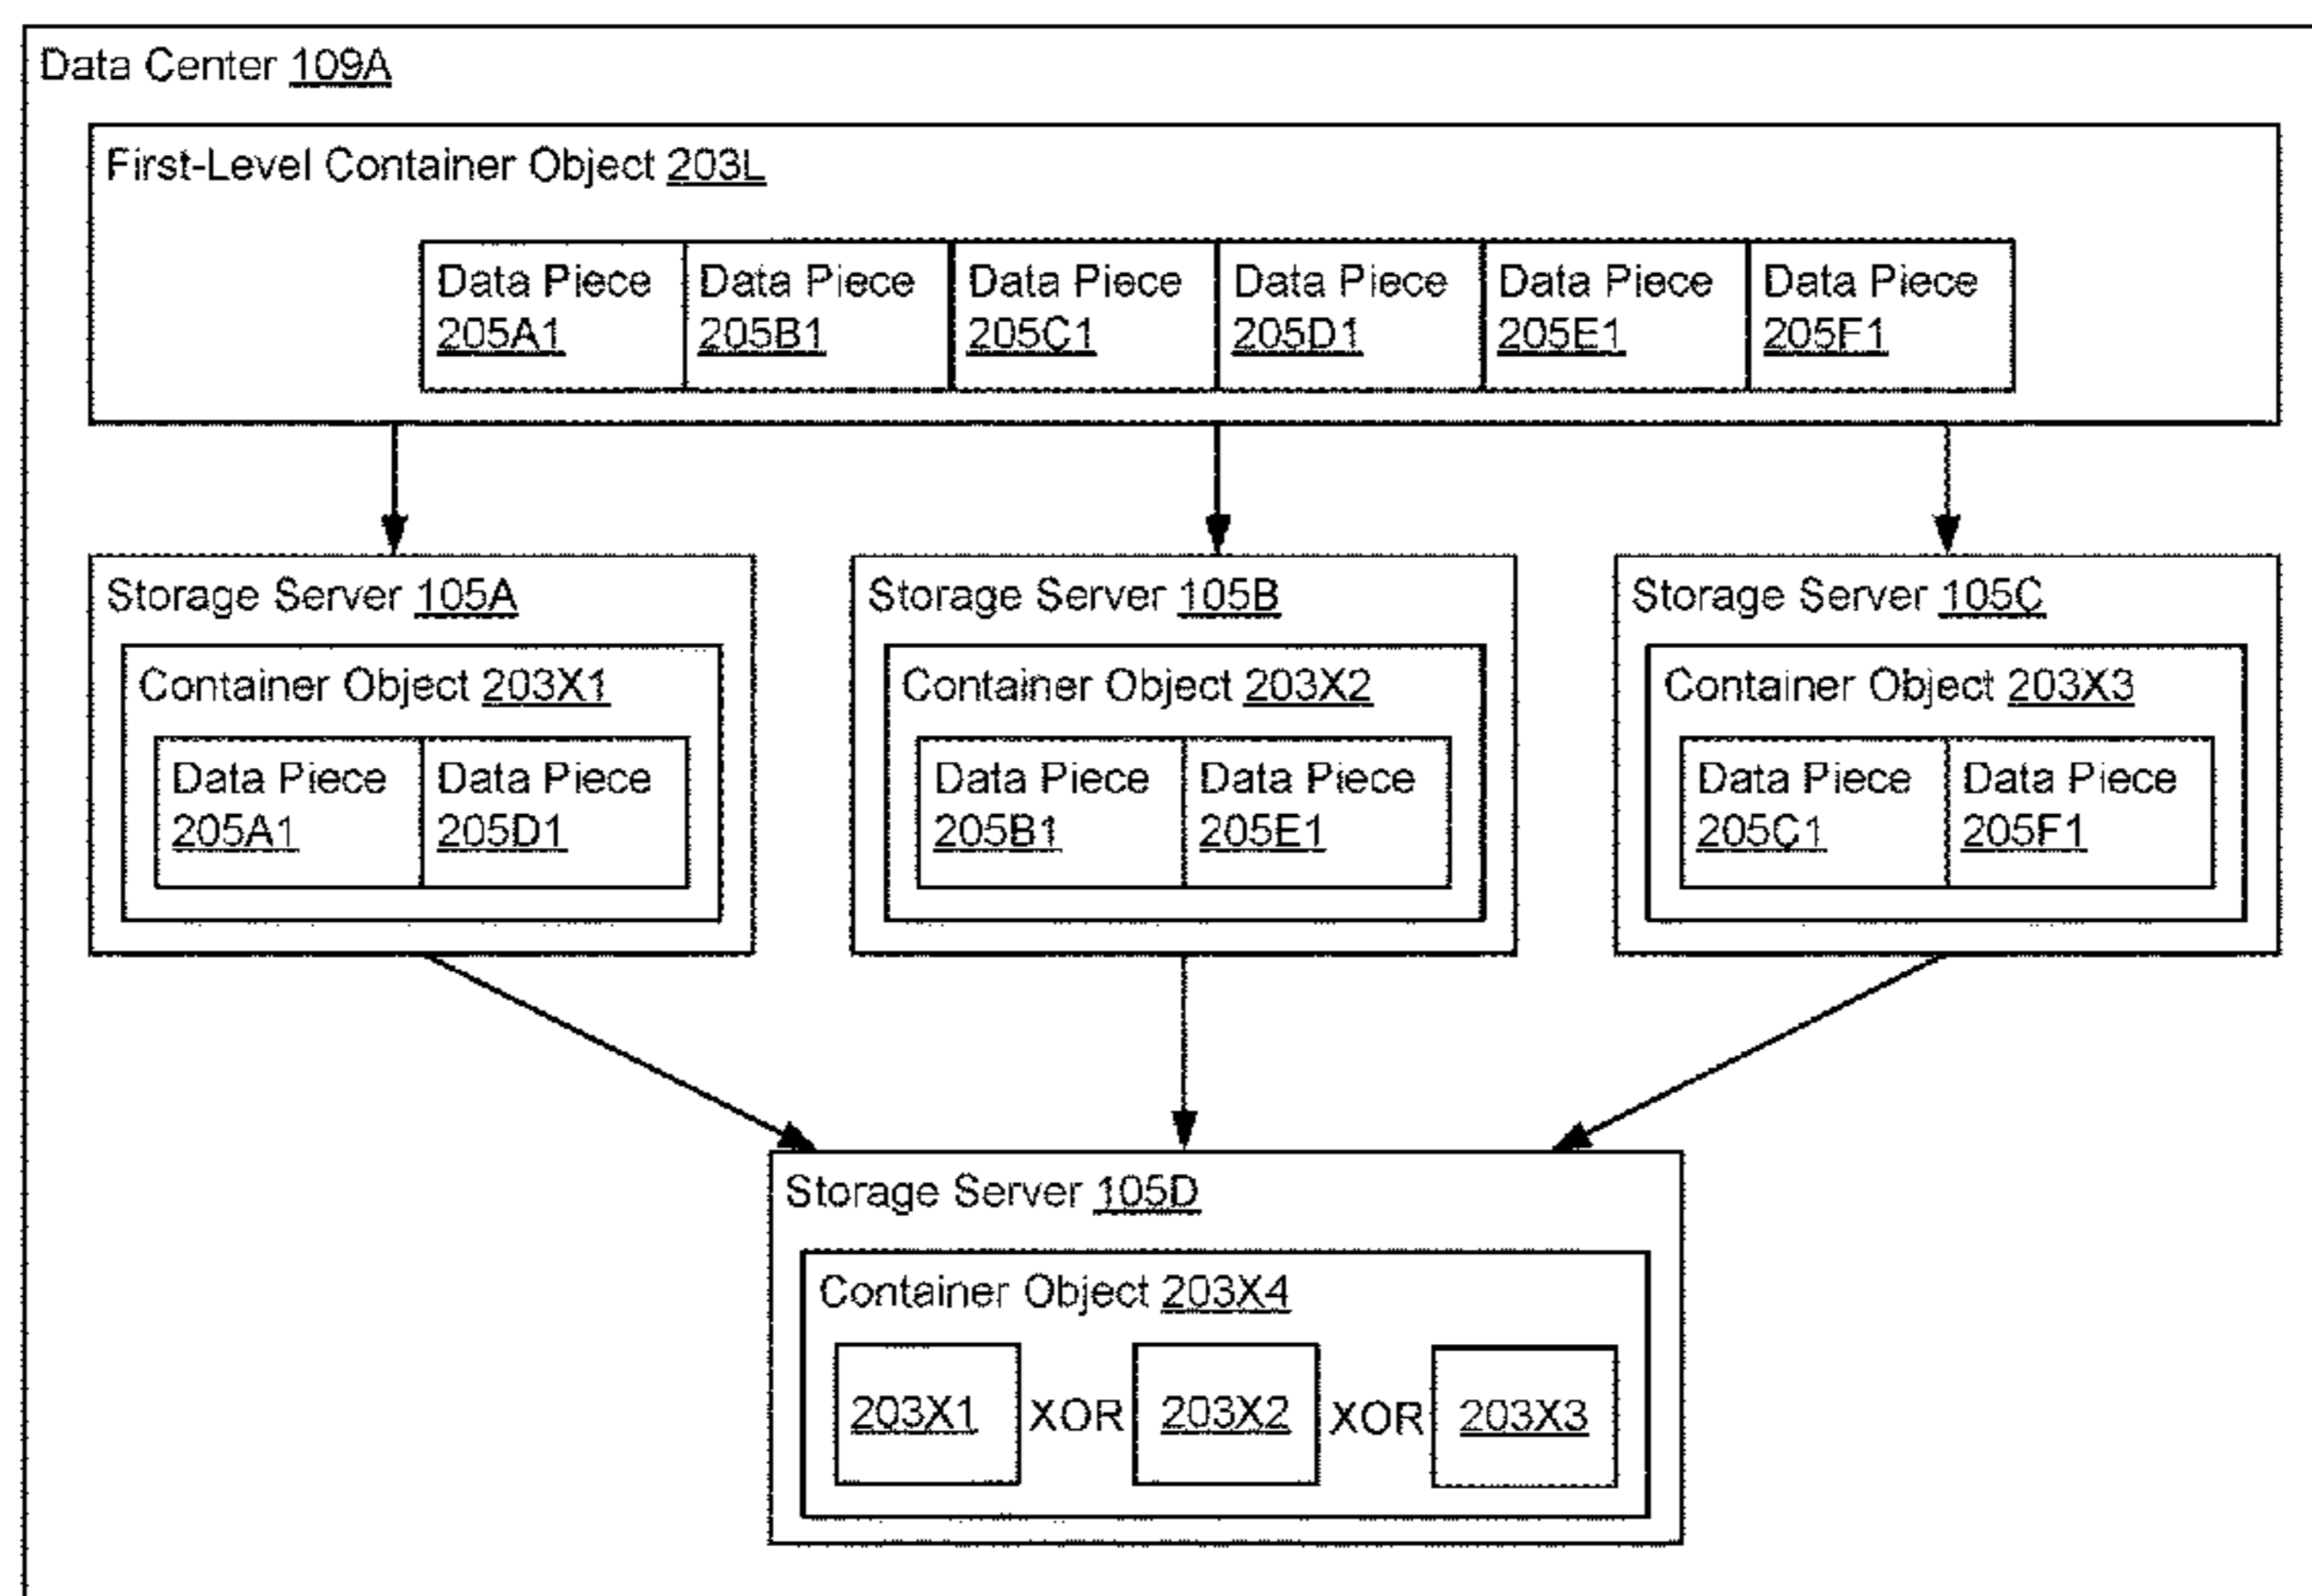 Data Center 109A
First-Level Container Object 203L
Data Piece 205A1
Data Piece 205B1
Data Piece 205C1
Data Piece 205D1
Data Piece 205E1
Data Piece 205F1
Storage Server 105A
Container Object 203X1
Data Piece 205A1
Data Piece 205D1
Storage Server 105B
Container Object 203X2
Data Piece 205B1
Data Piece 205E1
Storage Server 105C
Container Object 203X3
Data Piece 205C1
Data Piece 205F1
Storage Server 105D
Container Object 203X4
203X1 XOR 203X2 XOR 203X3